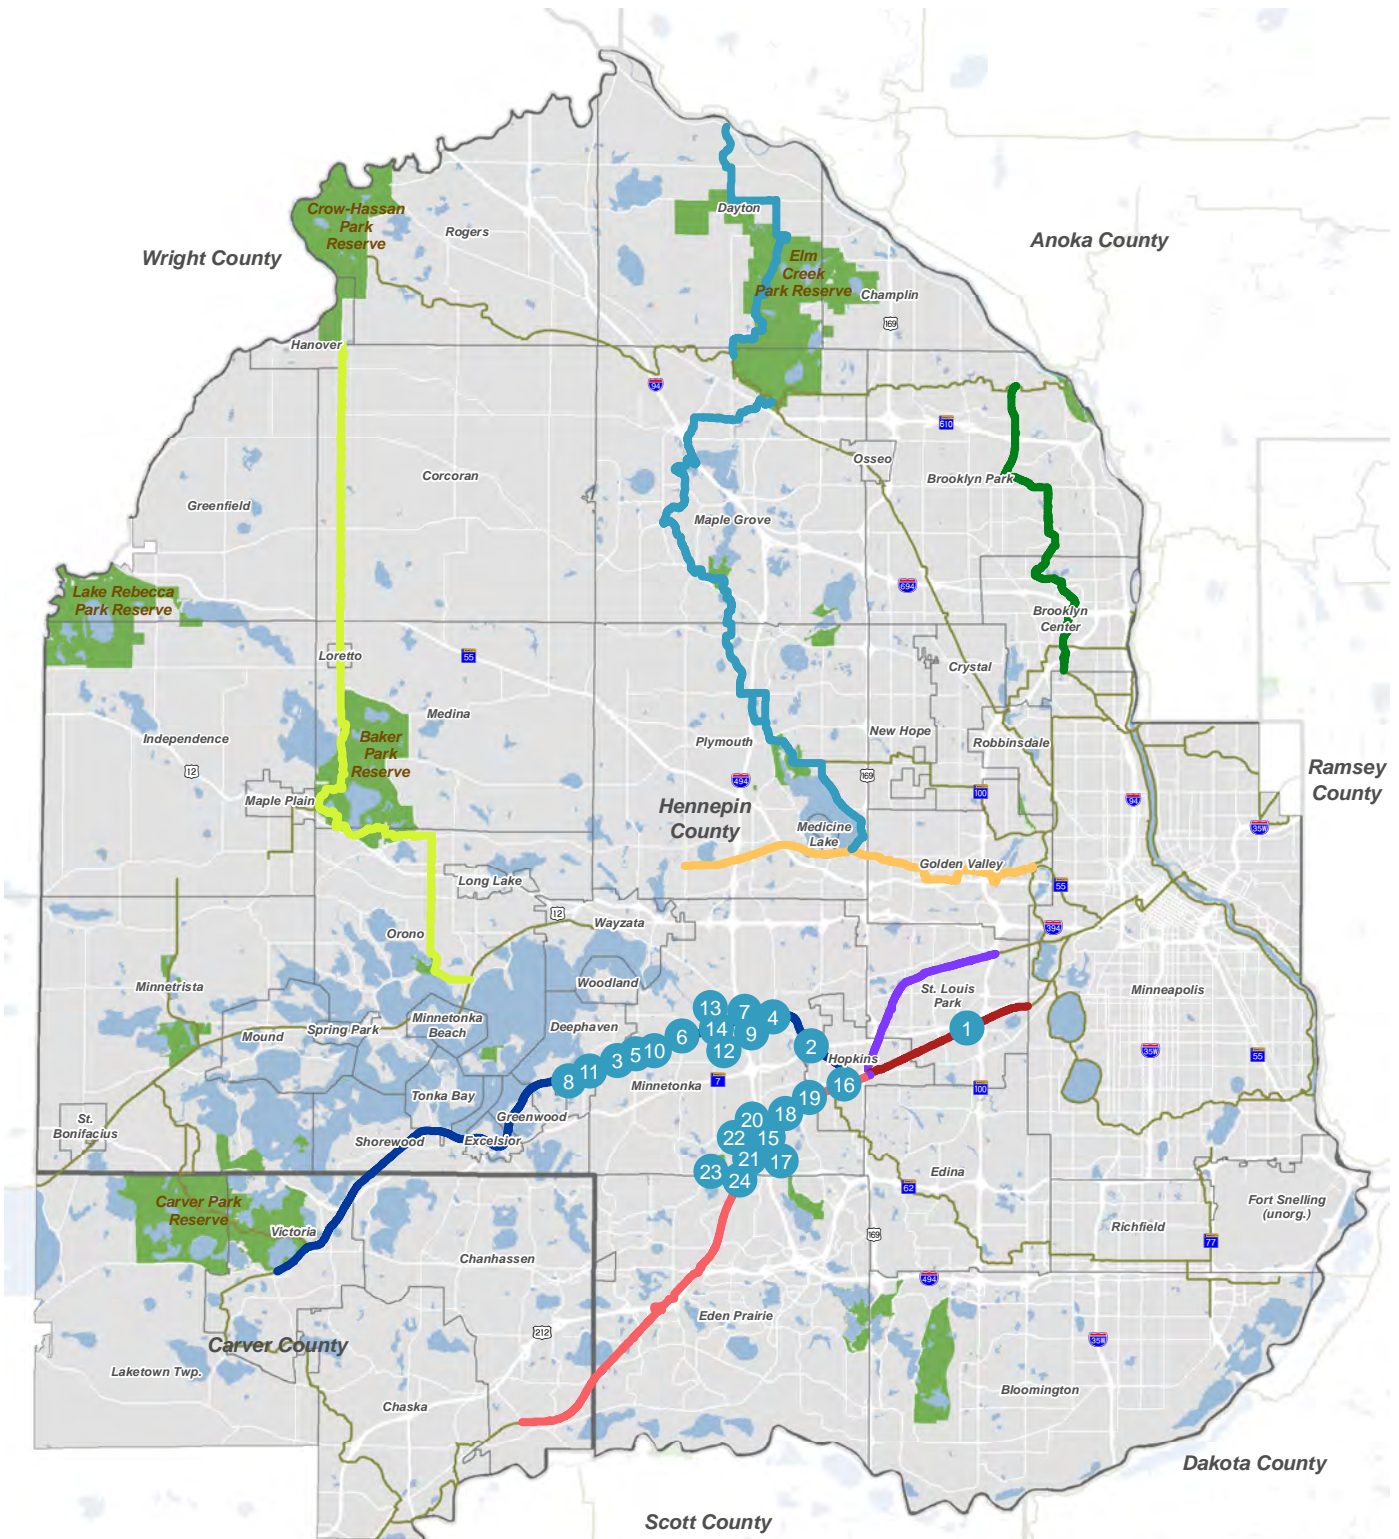 Crow-Hassan
Park
Reserve
Rogers
Dayton
Wright County
Anoka County
Elm
Creek
Park Reserve
Champlin
169
Hanover
94
610
Osseo
Corcoran
Brooklyn Park
Greenfield
Maple Grove
694
Lake Rebecca
Park Reserve
Brooklyn
Center
Loretto
55
Crystal
Medina
Independence
Baker
Park
Reserve
Plymouth
New Hope
Robbinsdale
12
494
169
Ramsey
County
Maple Plain
Hennepin
County
100
94
35W
Medicine
Lake
Golden Valley
Long Lake
55
12
Wayzata
394
Orono
Minnetrista
Woodland
St. Louis
Park
Minneapolis
Mound
Spring Park
Minnetonka
Beach
Deephaven
13
7
4
14
9
6
12
2
1
3
5
10
11
8
Hopkins
35W
55
Minnetonka
7
16
100
Tonka Bay
19
St.
Bonifacius
Greenwood
20
18
Shorewood
Excelsior
22
15
21
17
23
24
Edina
62
Carver Park
Reserve
Fort Snelling
(unorg.)
Victoria
Richfield
169
77
Chanhassen
494
Eden Prairie
212
35W
Carver County
Laketown Twp.
Bloomington
Chaska
Dakota County
Scott County